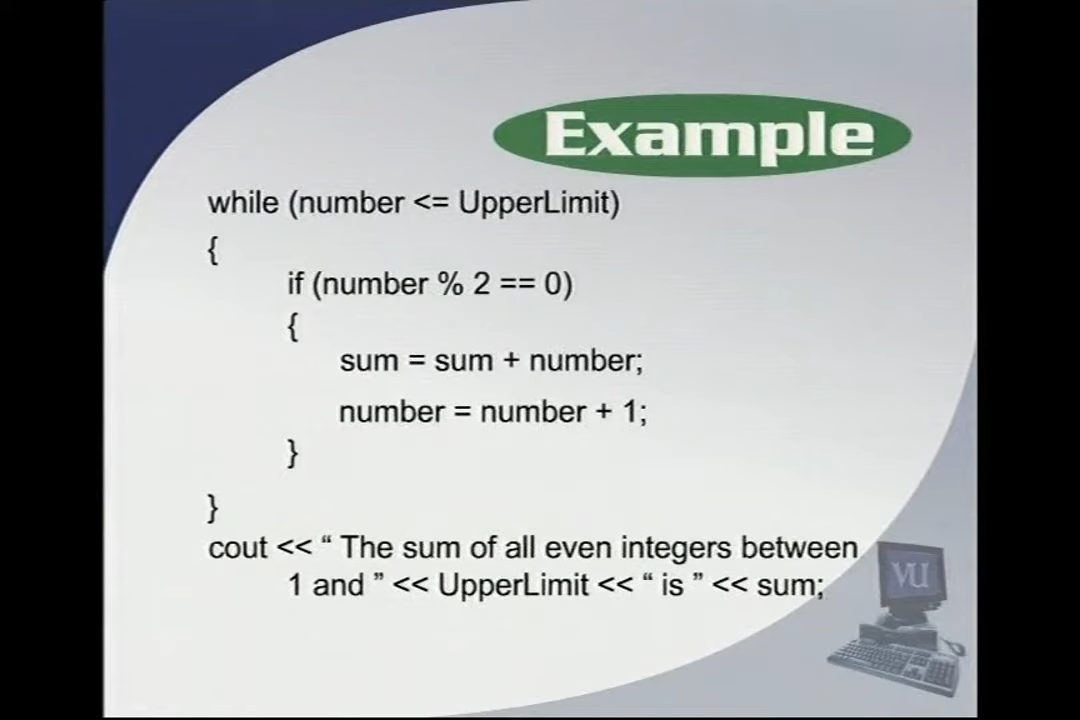 Example
while (number <= UpperLimit)
{
if (number % 2 == 0)
{
sum = sum + number;
number = number + 1;
}
}
cout << “ The sum of all even integers between
1 and ” << UpperLimit << “ is ” << sum;
VU